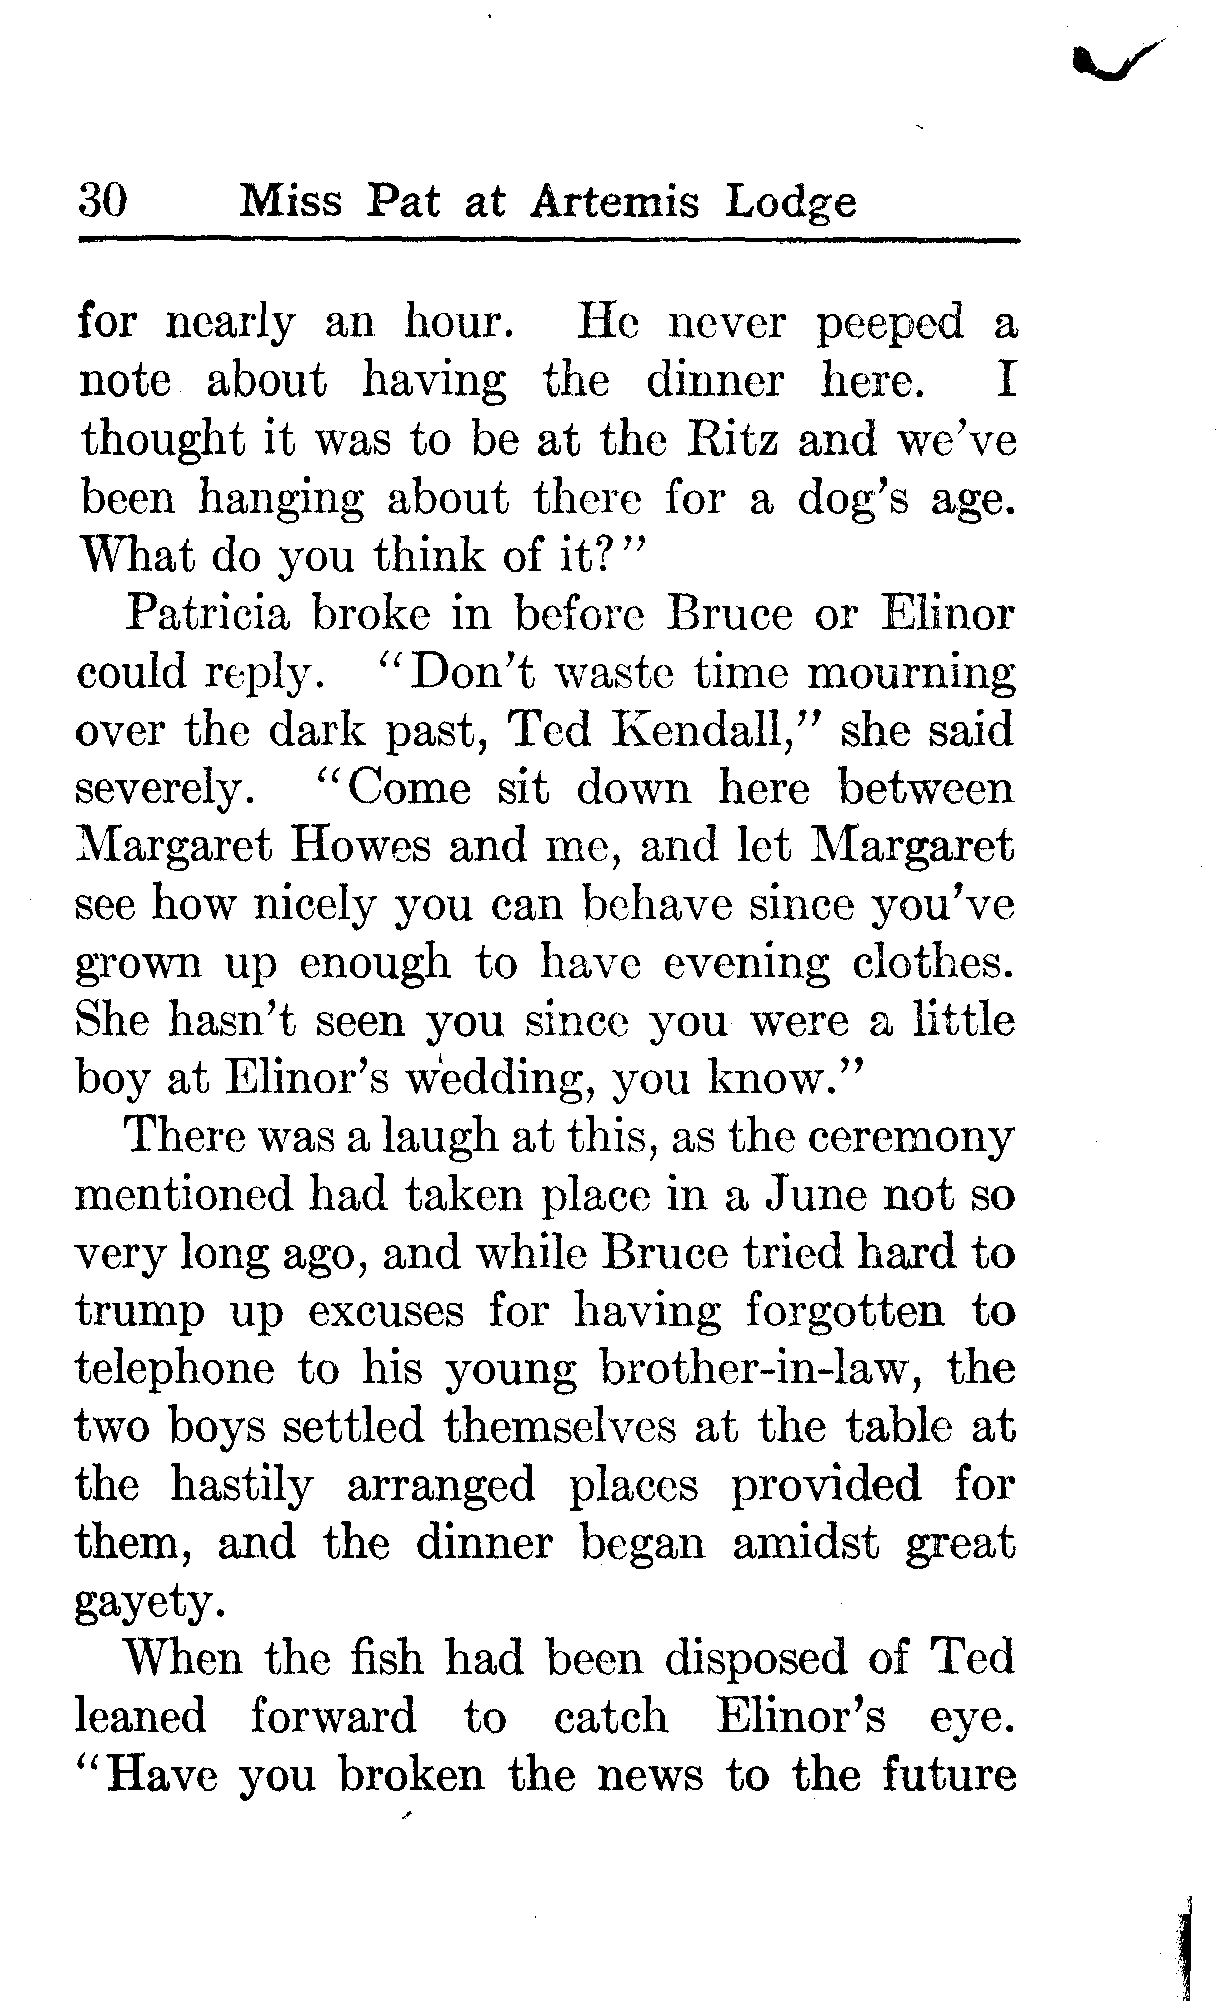 30 Miss Pat at Artemis Lodge
for nearly an hour. He never peeped a
note about having the dinner here. I
thought it was to be at the Ritz and we've
been hanging about there for a dog's age.
What do you think of it?"
Patricia broke in before Bruce or Elinor
could reply. "Don't waste time mourning
over the dark past, Ted Kendall," she said
severely. "Come sit down here between
Margaret Howes and me, and let Margaret
see how nicely you can behave since you've
grown up enough to have evening clothes.
She hasn't seen you since you were a little
boy at Elinor's wedding, you know."
There was a laugh at this, as the ceremony
mentioned had taken place in a June not so
very long ago, and while Bruce tried hard to
trump up excuses for having forgotten to
telephone to his young brother-in-law, the
two boys settled themselves at the table at
the hastily arranged places provided for
them, and the dinner began amidst great
gayety.
When the fish had been disposed of Ted
leaned forward to catch Elinor's eye.
"Have you broken the news to the future